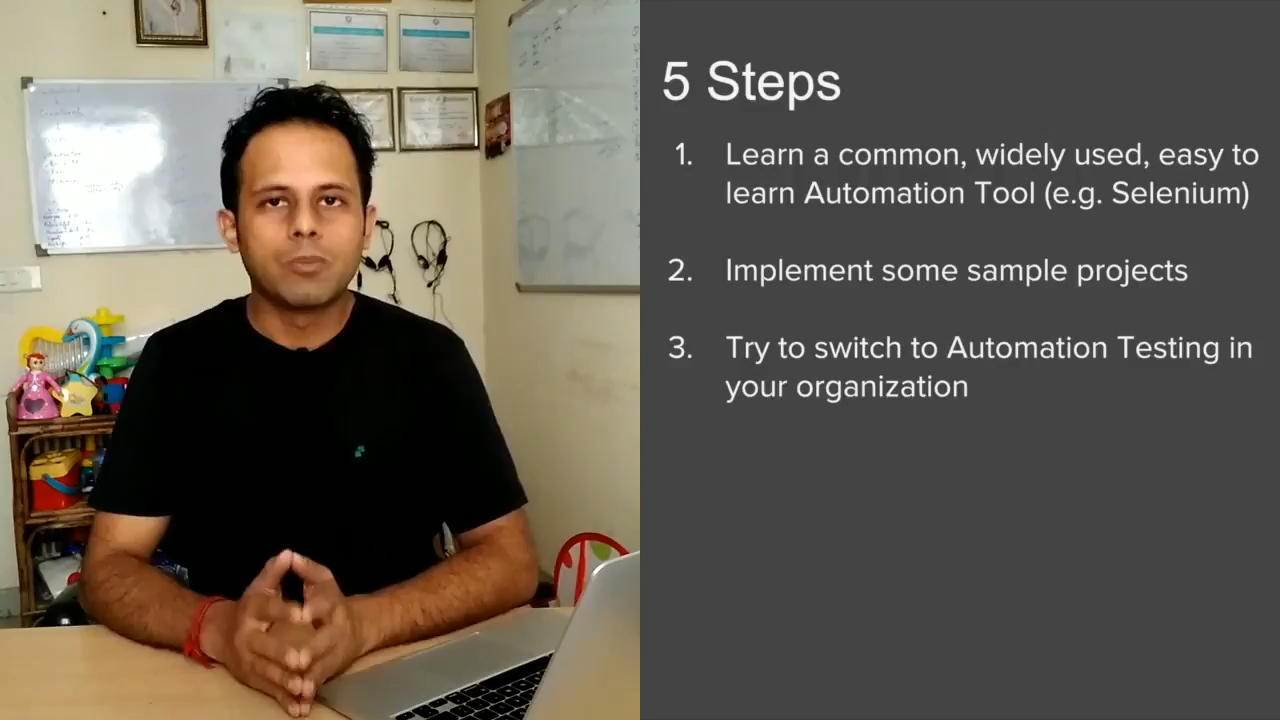 5 Steps
1. Learn a common, widely used, easy to
learn Automation Tool (e.g. Selenium)
2. Implement some sample projects
3. Try to switch to Automation Testing in
your organization